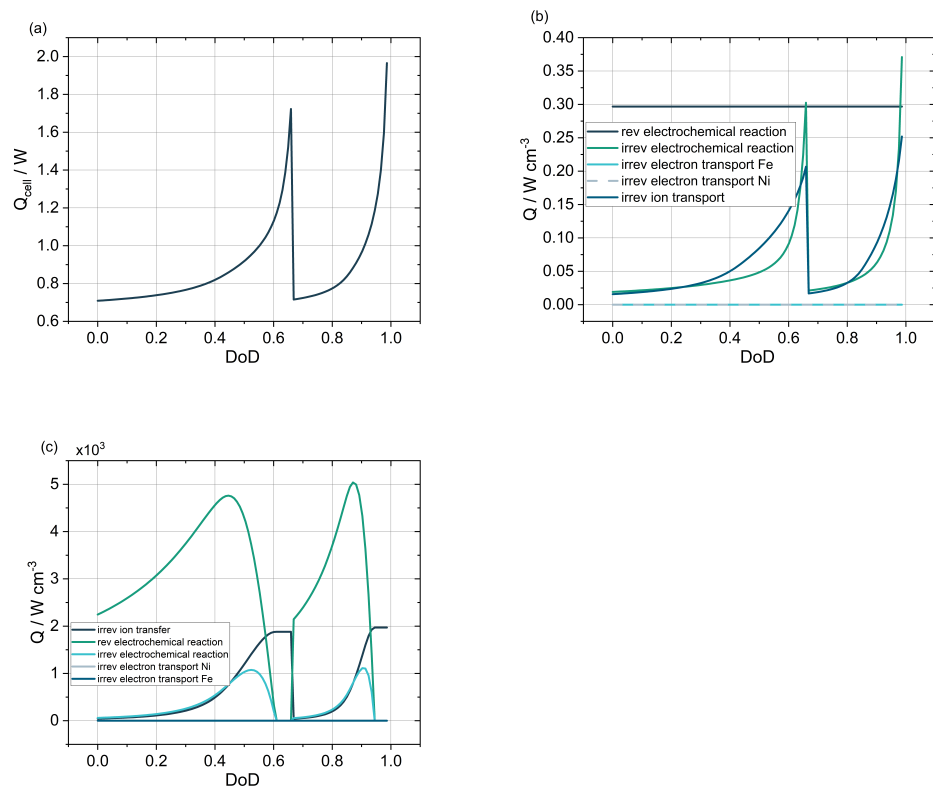 (a)
2.0
1.8
1.6
1.4
1.2
1.0
0.8
0.6
Q_cell / W
0.0 0.2 0.4 0.6 0.8 1.0
DoD
(b)
0.40
0.35
0.30
0.25
0.20
0.15
0.10
0.05
0.00
Q / W cm⁻³
rev electrochemical reaction
irrev electrochemical reaction
irrev electron transport Fe
irrev electron transport Ni
irrev ion transport
0.0 0.2 0.4 0.6 0.8 1.0
DoD
(c)
x10³
5
4
3
2
1
0
Q / W cm⁻³
irrev ion transfer
rev electrochemical reaction
irrev electrochemical reaction
irrev electron transport Ni
irrev electron transport Fe
0.0 0.2 0.4 0.6 0.8 1.0
DoD